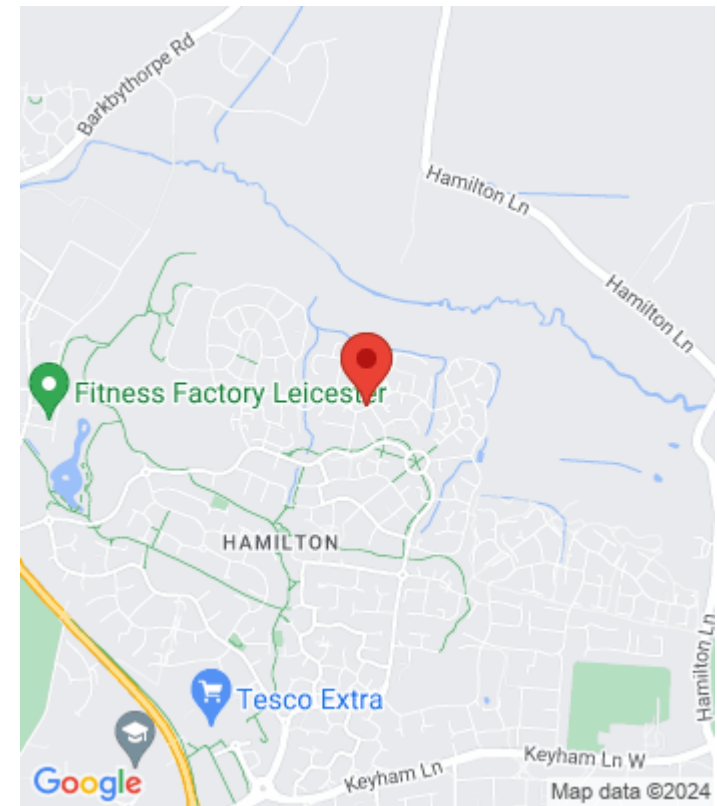 Barkbythorpe Rd
Hamilton Ln
Hamilton Ln
Fitness Factory Leicester
HAMILTON
Hamilton Ln
Tesco Extra
Keyham Ln W
Keyham Ln
Google
Map data ©2024